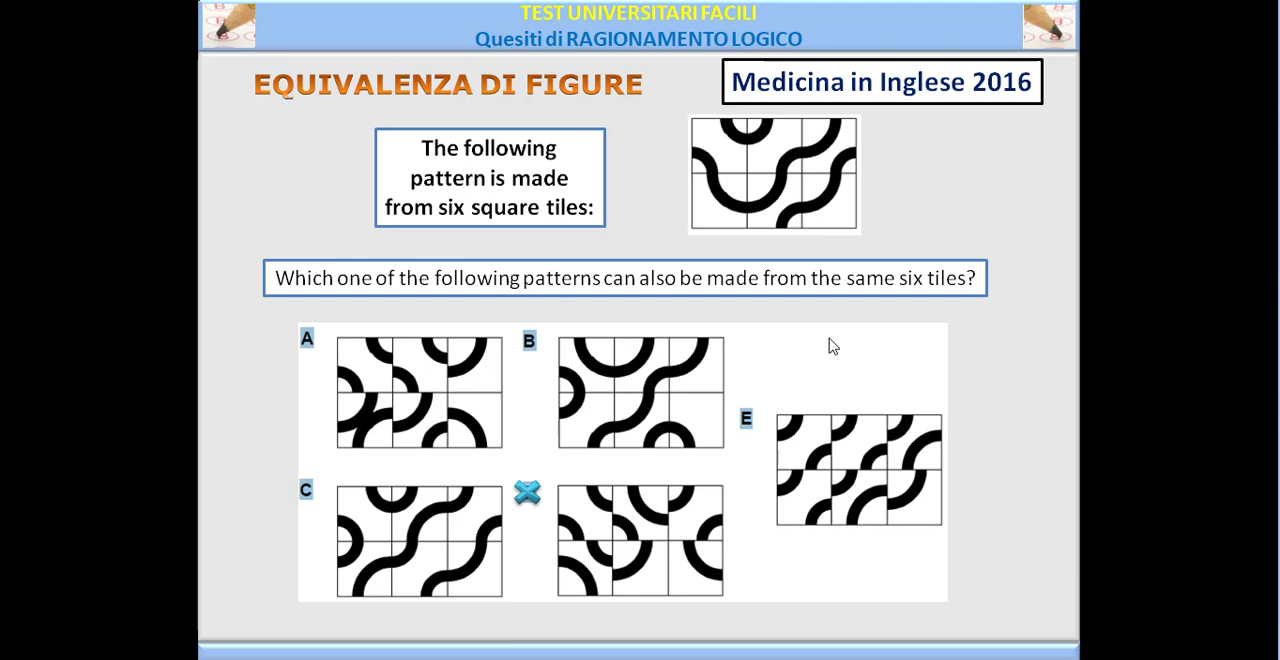 TEST UNIVERSITARI FACILI
Quesiti di RAGIONAMENTO LOGICO
EQUIVALENZA DI FIGURE
Medicina in Inglese 2016
The following
pattern is made
from six square tiles:
Which one of the following patterns can also be made from the same six tiles?
A
B
E
C